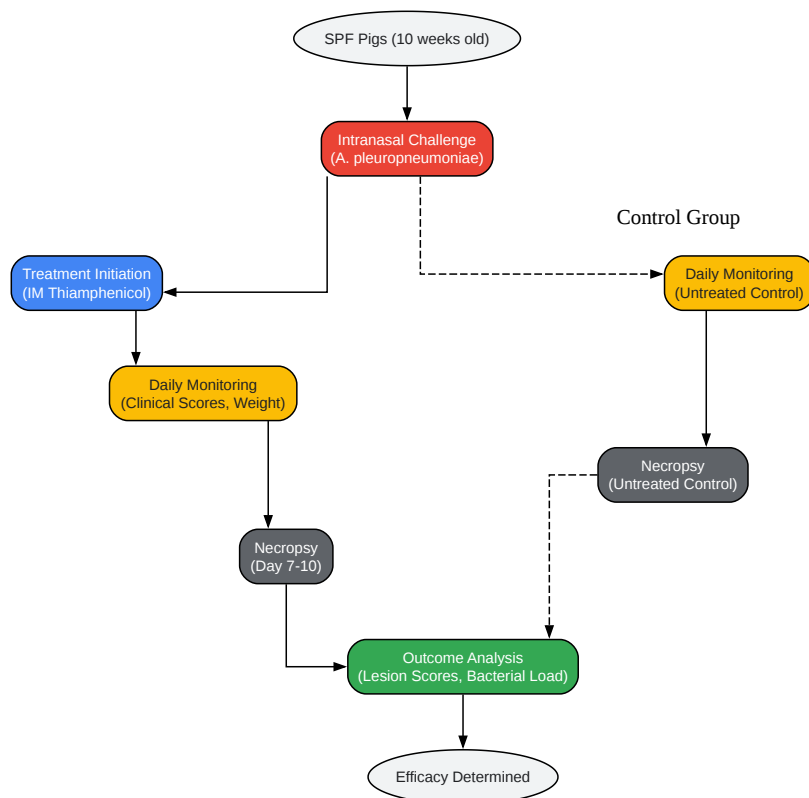 SPF Pigs (10 weeks old)
Intranasal Challenge
(A. pleuropneumoniae)
Control Group
Treatment Initiation
(IM Thiamphenicol)
Daily Monitoring
(Untreated Control)
Daily Monitoring
(Clinical Scores, Weight)
Necropsy
(Untreated Control)
Necropsy
(Day 7-10)
Outcome Analysis
(Lesion Scores, Bacterial Load)
Efficacy Determined